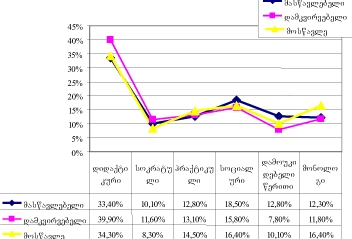 მასწავლებელი
დამკვირვებელი
მოსწავლე
45%
40%
35%
30%
25%
20%
15%
10%
5%
0%
დიდაქტი
კური
სოკრატუ
ლი
პრაქტიკუ
ლი
სოციალ
ური
დამოუკი
დებელი
წერითი
მონოლო
გი
მასწავლებელი 33,40% 10,10% 12,80% 18,50% 12,80% 12,30%
დამკვირვებელი 39,90% 11,60% 13,10% 15,80% 7,80% 11,80%
მოსწავლე 34,30% 8,30% 14,50% 16,40% 10,10% 16,40%